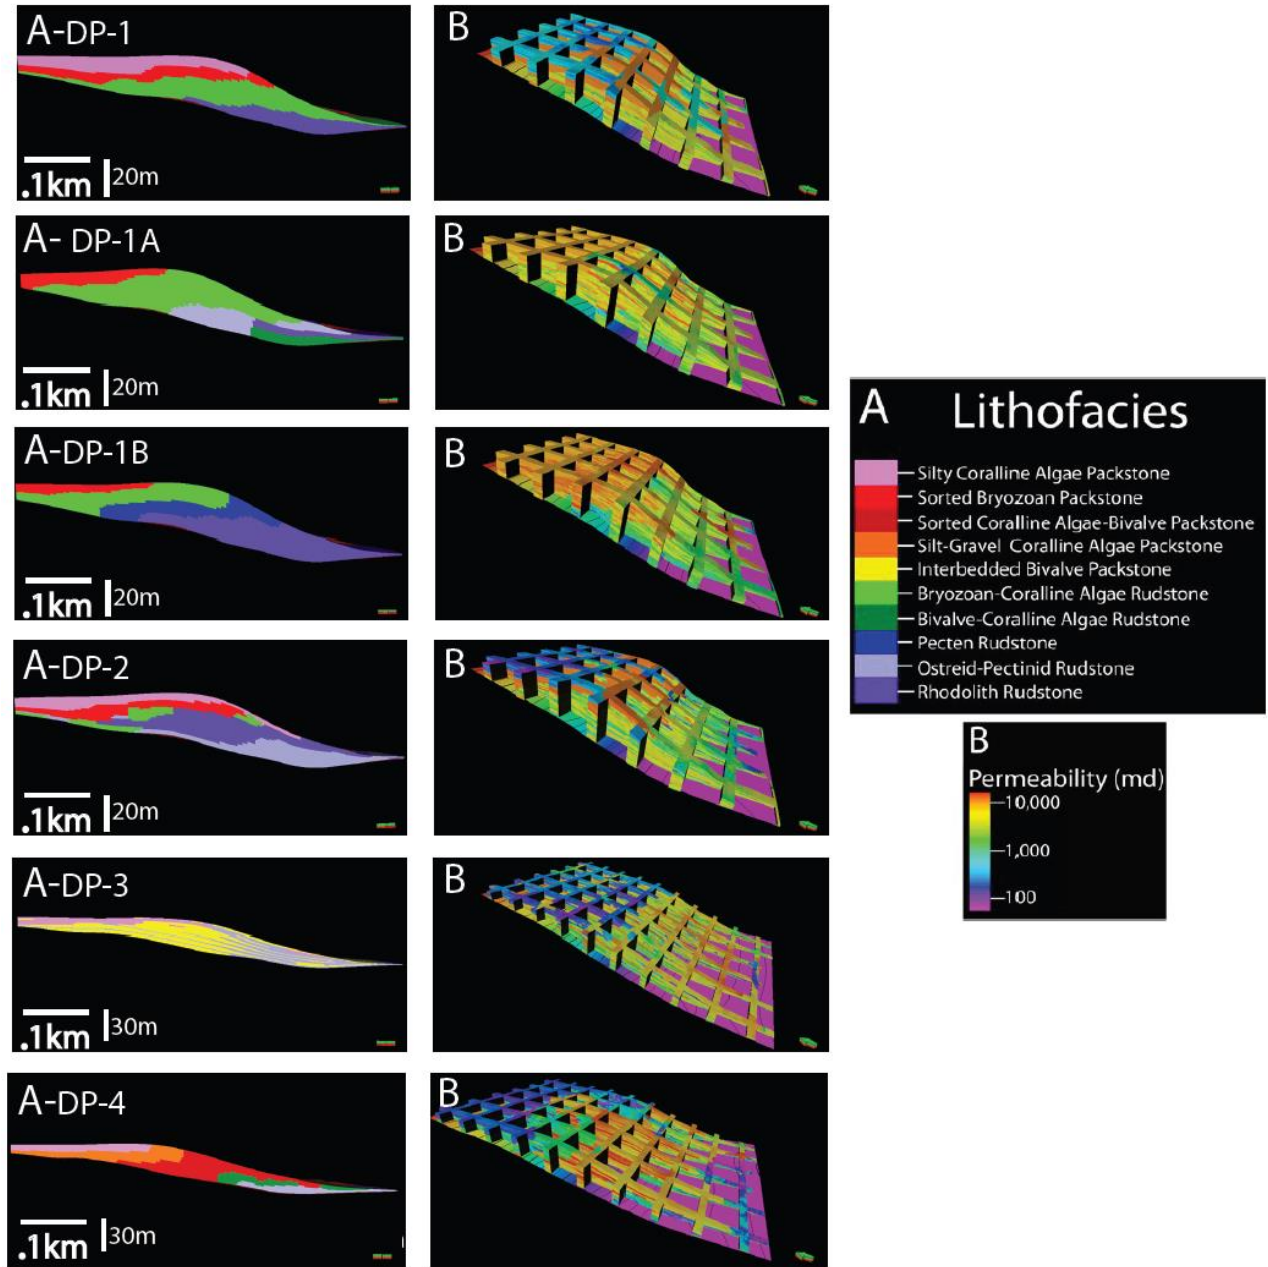 A-DP-1
B
.1km
20m
A- DP-1A
B
.1km
20m
A-DP-1B
B
.1km
20m
A-DP-2
B
.1km
20m
A-DP-3
B
.1km
30m
A-DP-4
B
.1km
30m
A Lithofacies
Silty Coralline Algae Packstone
Sorted Bryozoan Packstone
Sorted Coralline Algae-Bivalve Packstone
Silt-Gravel Coralline Algae Packstone
Interbedded Bivalve Packstone
Bryozoan-Coralline Algae Rudstone
Bivalve-Coralline Algae Rudstone
Pecten Rudstone
Ostreid-Pectinid Rudstone
Rhodolith Rudstone
B
Permeability (md)
10,000
1,000
100